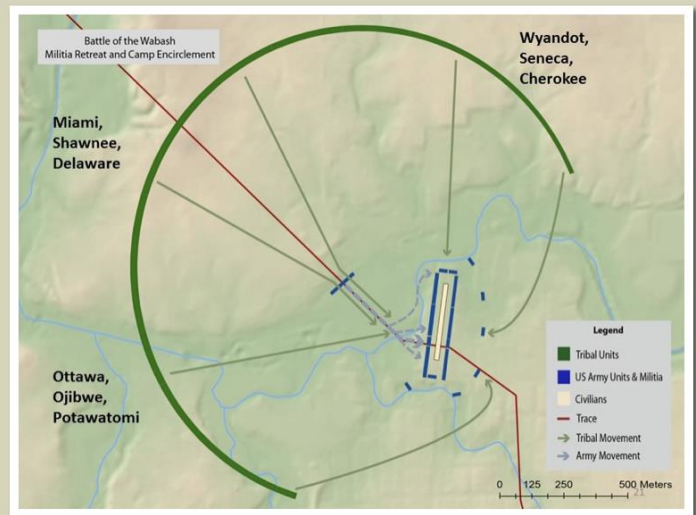 Battle of the Wabash
Militia Retreat and Camp Encirclement
Wyandot,
Seneca,
Cherokee
Miami,
Shawnee,
Delaware
Ottawa,
Ojibwe,
Potawatomi
Legend
Tribal Units
US Army Units & Militia
Civilians
Trace
Tribal Movement
Army Movement
0 125 250 500 Meters
21